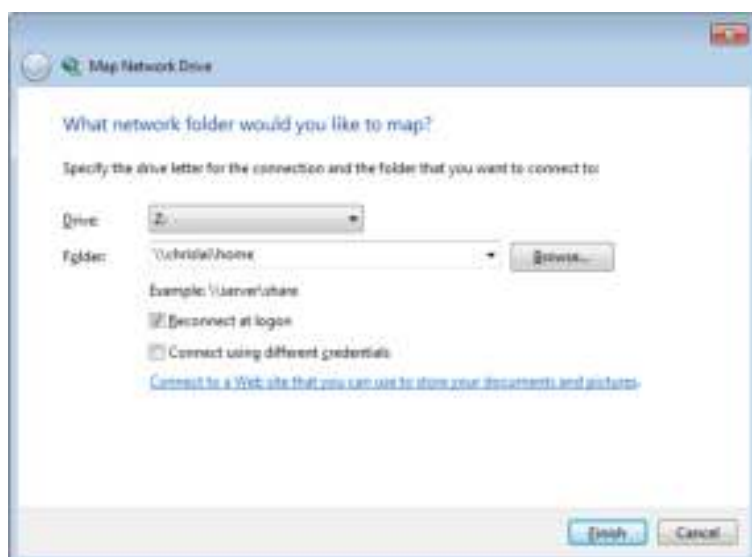 Map Network Drive
What network folder would you like to map?
Specify the drive letter for the connection and the folder that you want to connect to:
Drive: Z:
Folder: Browse...
Example: \\server\share
Reconnect at logon
Connect using different credentials
Connect to a Web site that you can use to store your documents and pictures.
Finish Cancel